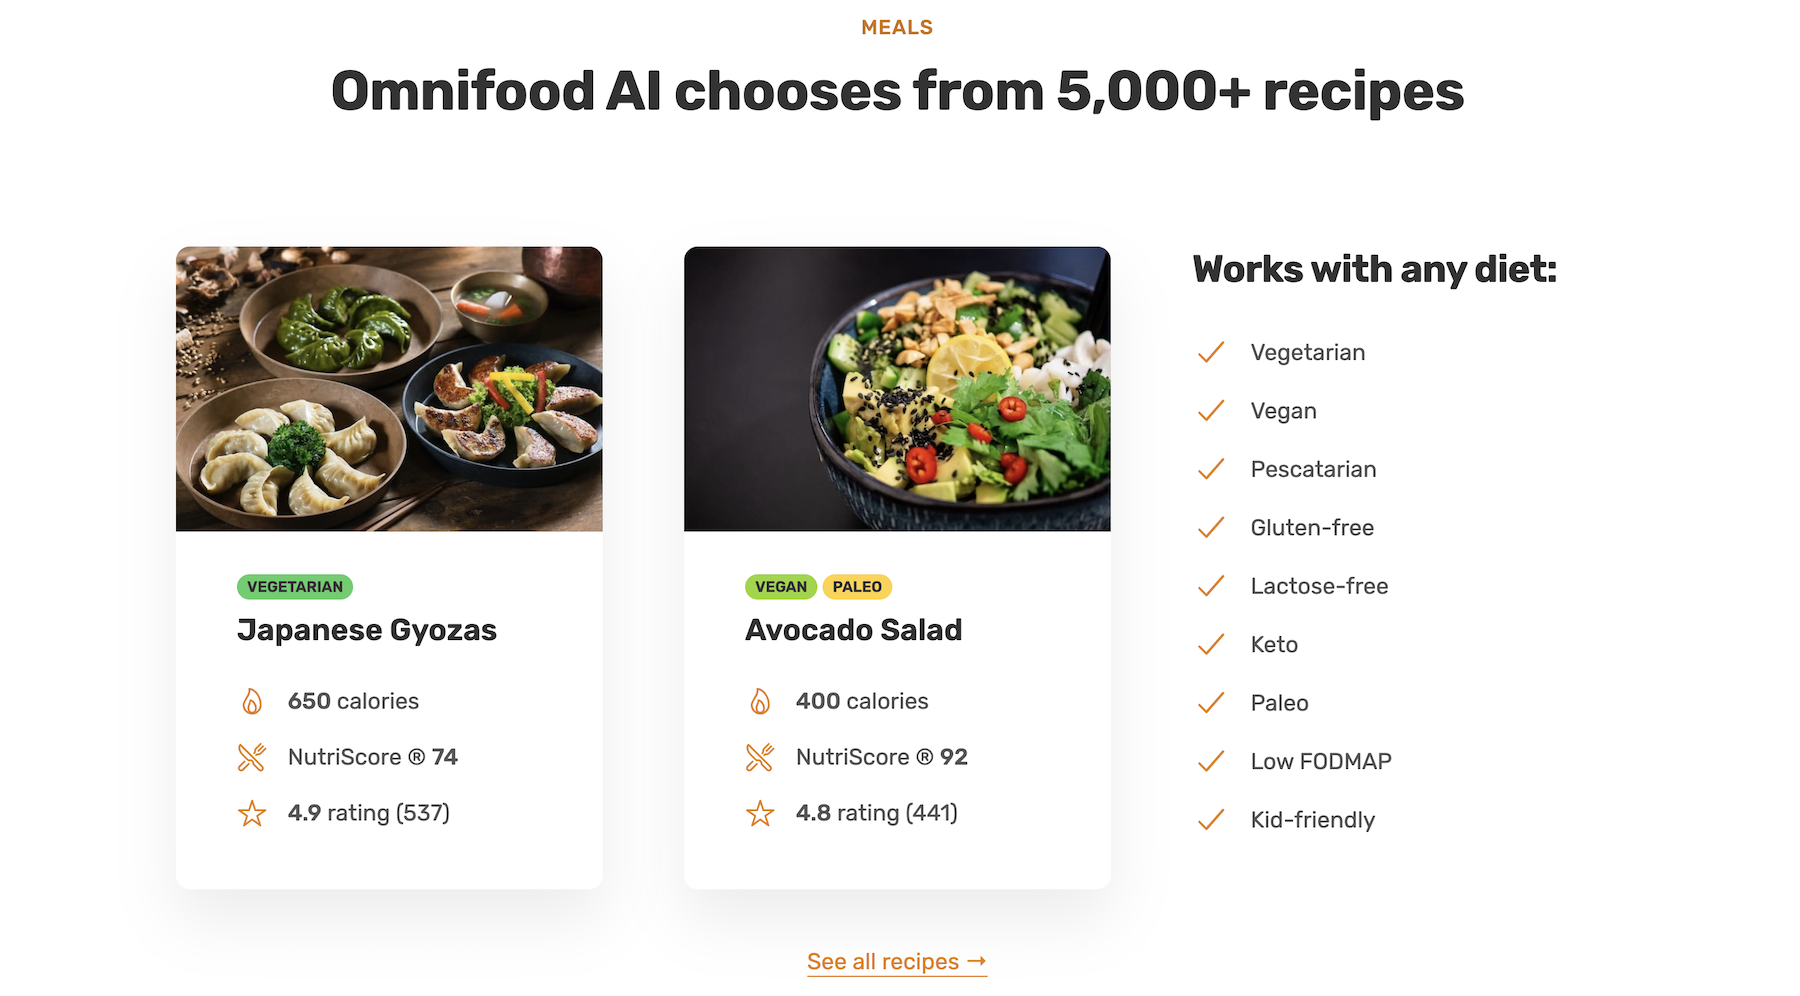 MEALS
Omnifood AI chooses from 5,000+ recipes
VEGETARIAN
Japanese Gyozas
650 calories
NutriScore ® 74
4.9 rating (537)
VEGAN PALEO
Avocado Salad
400 calories
NutriScore ® 92
4.8 rating (441)
Works with any diet:
Vegetarian
Vegan
Pescatarian
Gluten-free
Lactose-free
Keto
Paleo
Low FODMAP
Kid-friendly
See all recipes →